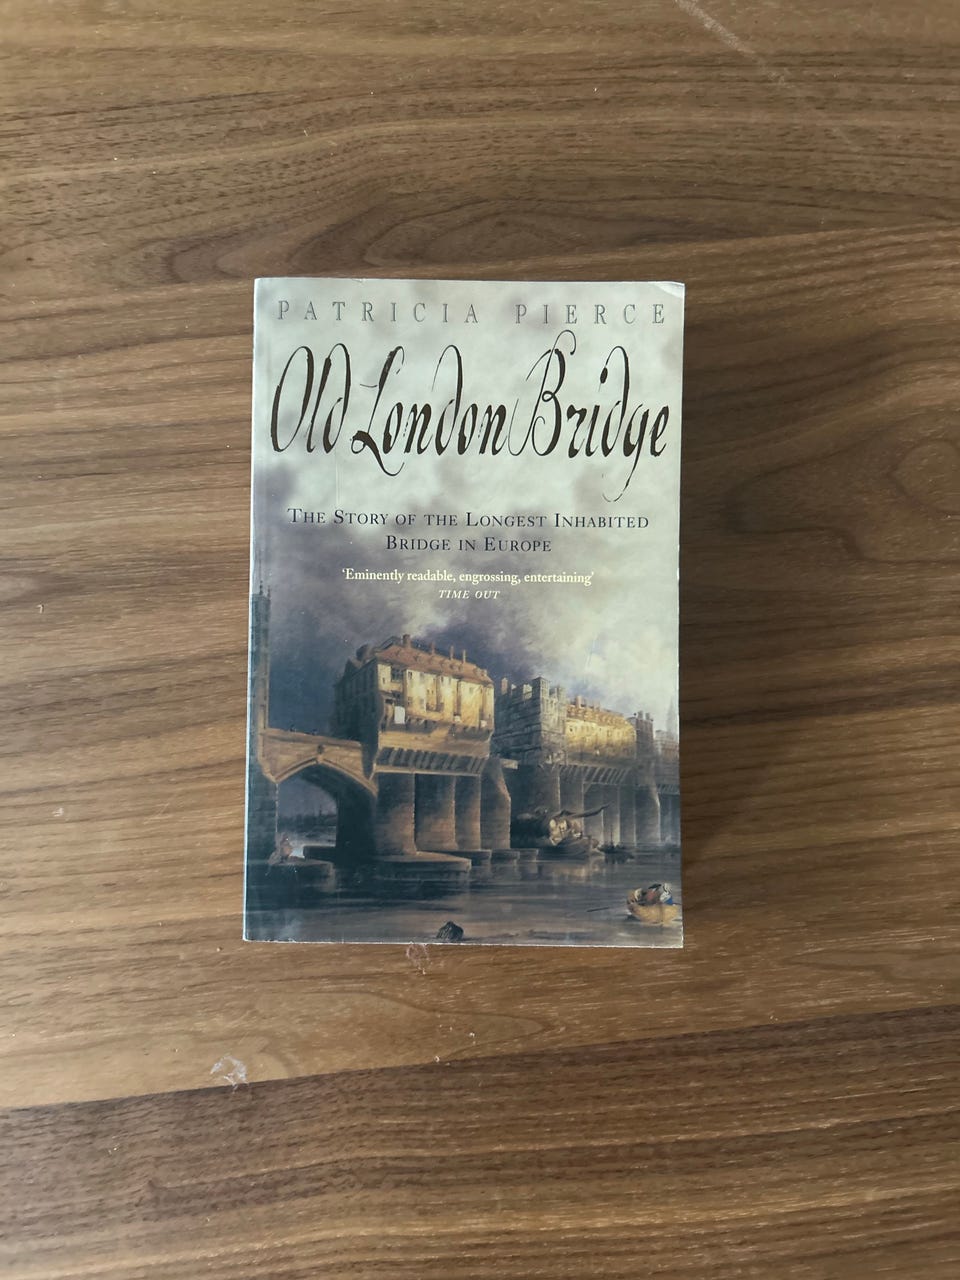 PATRICIA PIERCE
Old London Bridge
THE STORY OF THE LONGEST INHABITED
BRIDGE IN EUROPE
‘Eminently readable, engrossing, entertaining’
TIME OUT